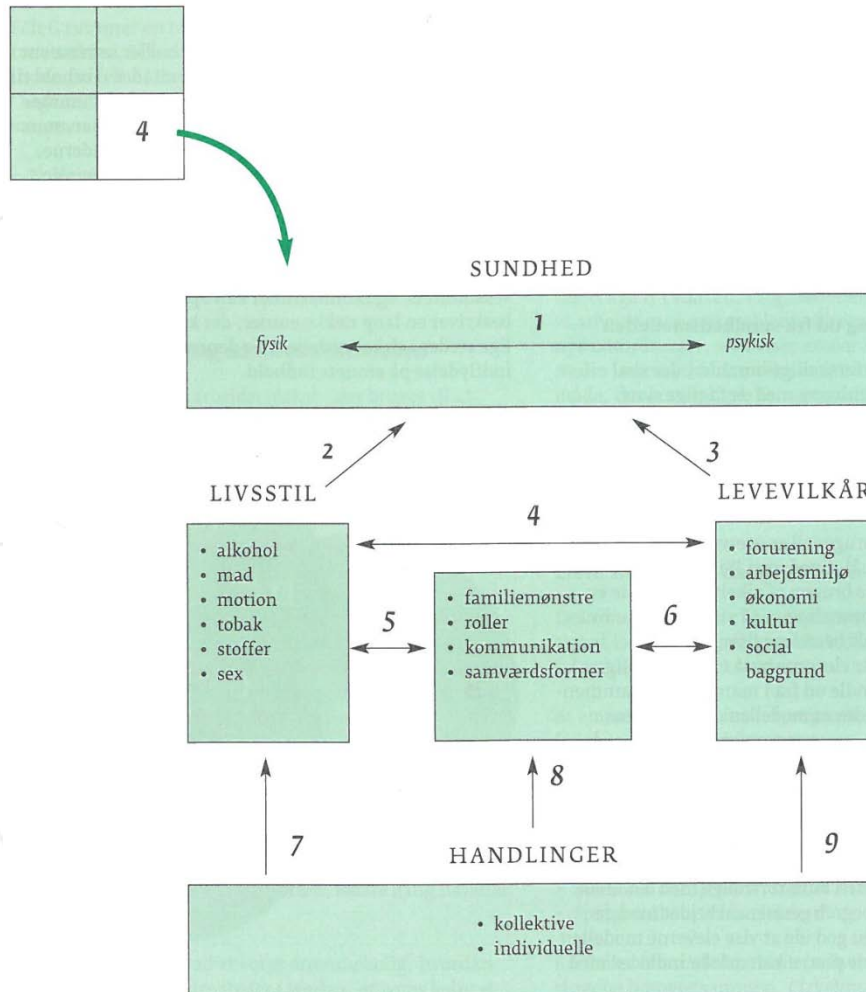 4
SUNDHED
1
fysik
psykisk
2
3
LIVSSTIL
LEVEVILKÅR
4
• alkohol
• mad
• motion
• tobak
• stoffer
• sex
5
• familiemønstre
• roller
• kommunikation
• samværdsformer
6
• forurening
• arbejdsmiljø
• økonomi
• kultur
• social
baggrund
7
8
9
HANDLINGER
• kollektive
• individuelle